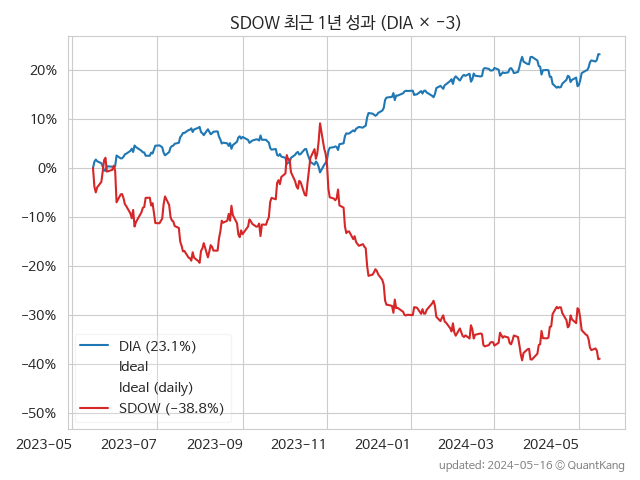 SDOW 최근 1년 성과 (DIA × −3)
20%
10%
0%
−10%
−20%
−30%
−40%
−50%
DIA (23.1%)
Ideal
Ideal (daily)
SDOW (−38.8%)
2023−05
2023−07
2023−09
2023−11
2024−01
2024−03
2024−05
updated: 2024−05−16 © QuantKang